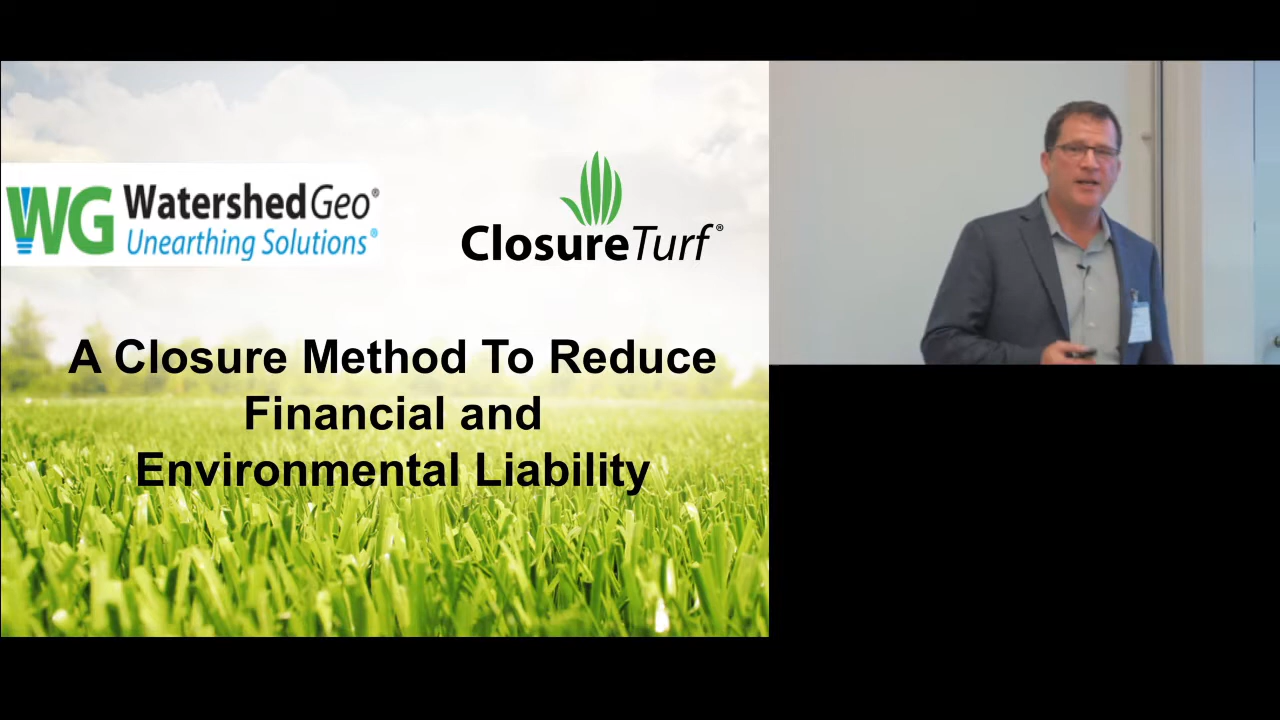 WG WatershedGeo®
Unearthing Solutions®
ClosureTurf®
A Closure Method To Reduce
Financial and
Environmental Liability